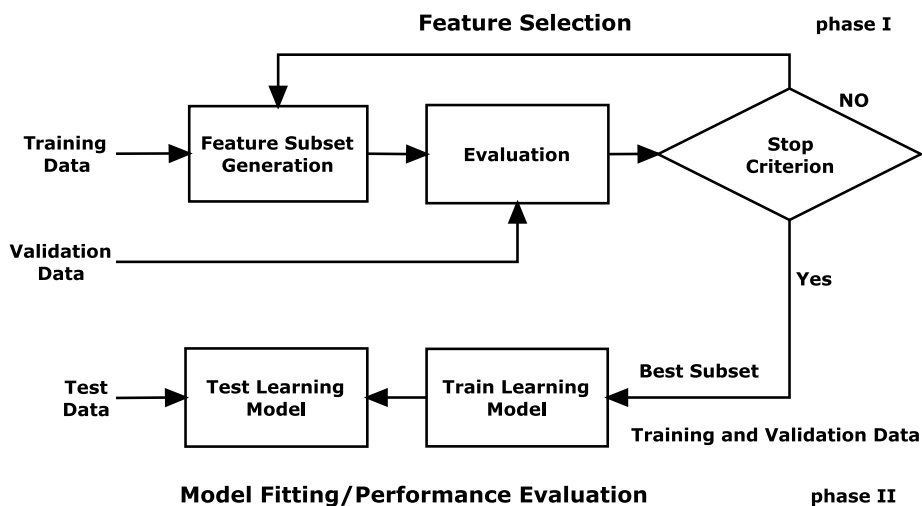 Feature Selection
phase I
NO
Training
Data
Feature Subset
Generation
Evaluation
Stop
Criterion
Validation
Data
Yes
Test
Data
Test Learning
Model
Train Learning
Model
Best Subset
Training and Validation Data
Model Fitting/Performance Evaluation
phase II